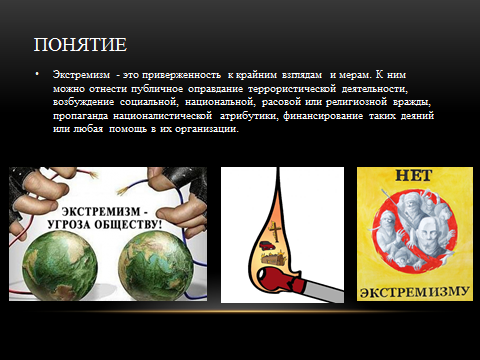 ПОНЯТИЕ
• Экстремизм - это приверженность к крайним взглядам и мерам. К ним
можно отнести публичное оправдание террористической деятельности,
возбуждение социальной, национальной, расовой или религиозной вражды,
пропаганда националистической атрибутики, финансирование таких деяний
или любая помощь в их организации.
ЭКСТРЕМИЗМ -
УГРОЗА ОБЩЕСТВУ!
НЕТ
ЭКСТРЕМИЗМУ